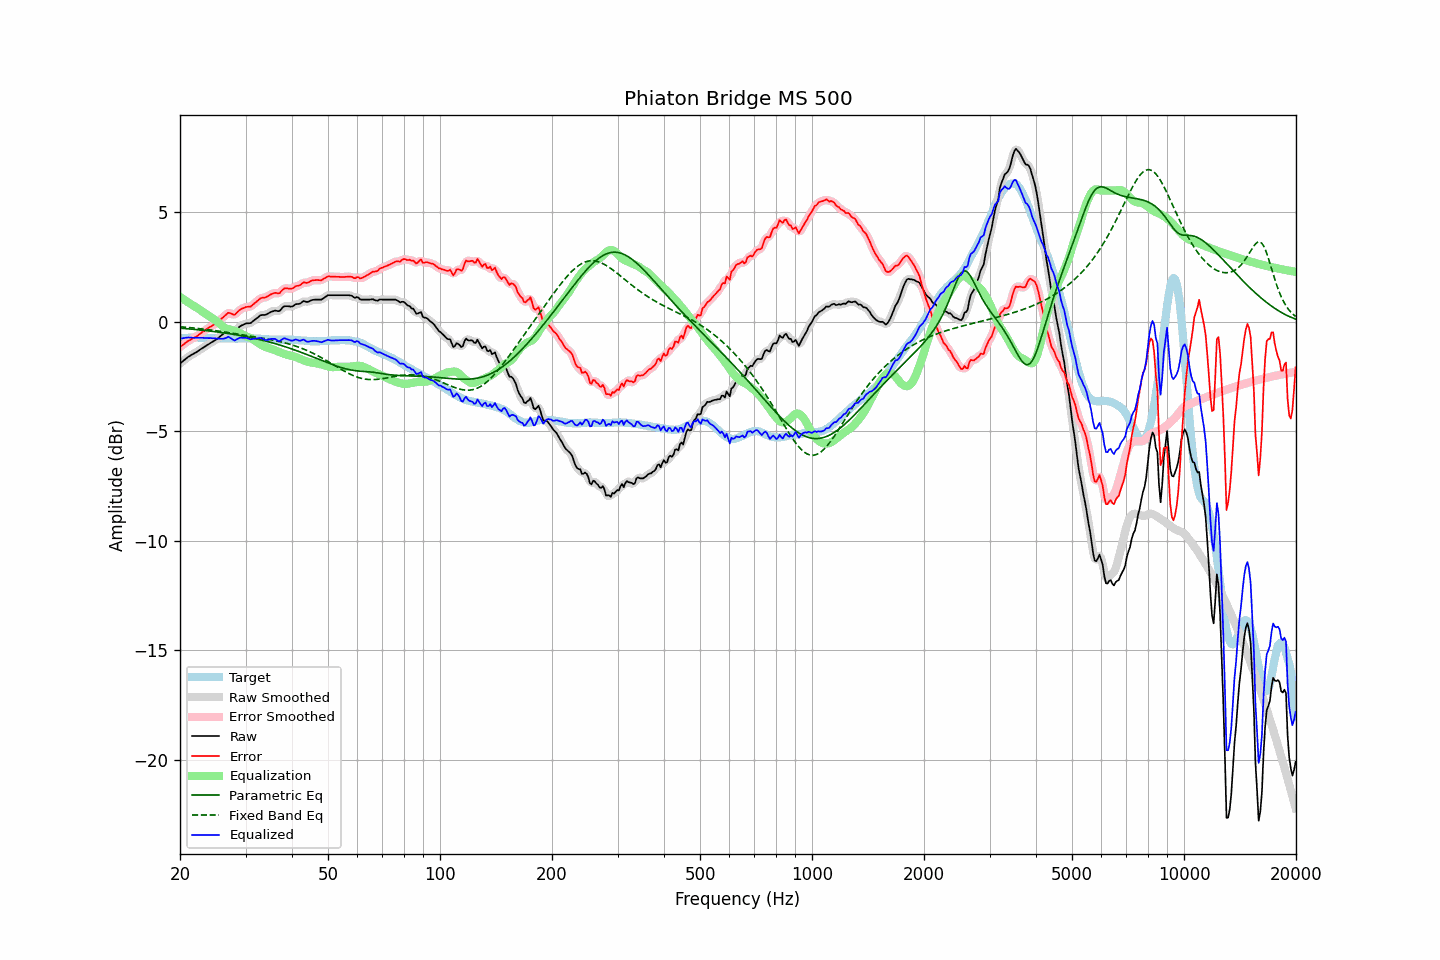 Phiaton Bridge MS 500
Amplitude (dBr)
5
0
−5
−10
−15
−20
Target
Raw Smoothed
Error Smoothed
Raw
Error
Equalization
Parametric Eq
Fixed Band Eq
Equalized
20 50 100 200 500 1000 2000 5000 10000 20000
Frequency (Hz)